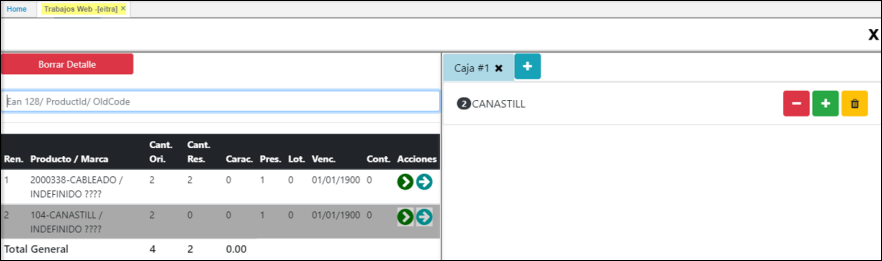 Home Trabajos Web -[eitra] ×
X
Borrar Detalle
Caja #1 ✖ +
Ean 128/ ProductId/ OldCode
2 CANASTILL
Ren. Producto / Marca Cant. Ori. Cant. Res. Carac. Pres. Lot. Venc. Cont. Acciones
1 2000338-CABLEADO / 2 2 0 1 0 01/01/1900 0
INDEFINIDO ????
2 104-CANASTILL / 2 0 0 1 0 01/01/1900 0
INDEFINIDO ????
Total General 4 2 0.00